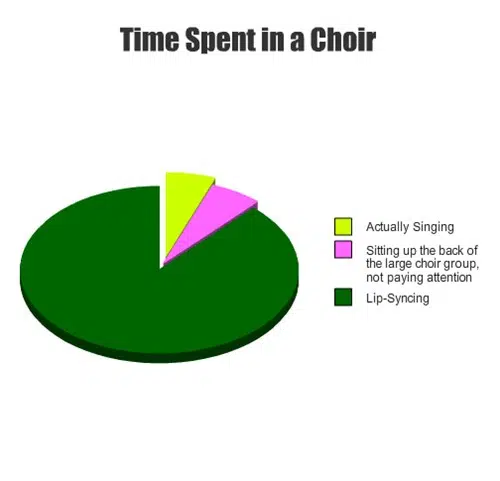 Time Spent in a Choir
Actually Singing
Sitting up the back of
the large choir group,
not paying attention
Lip-Syncing